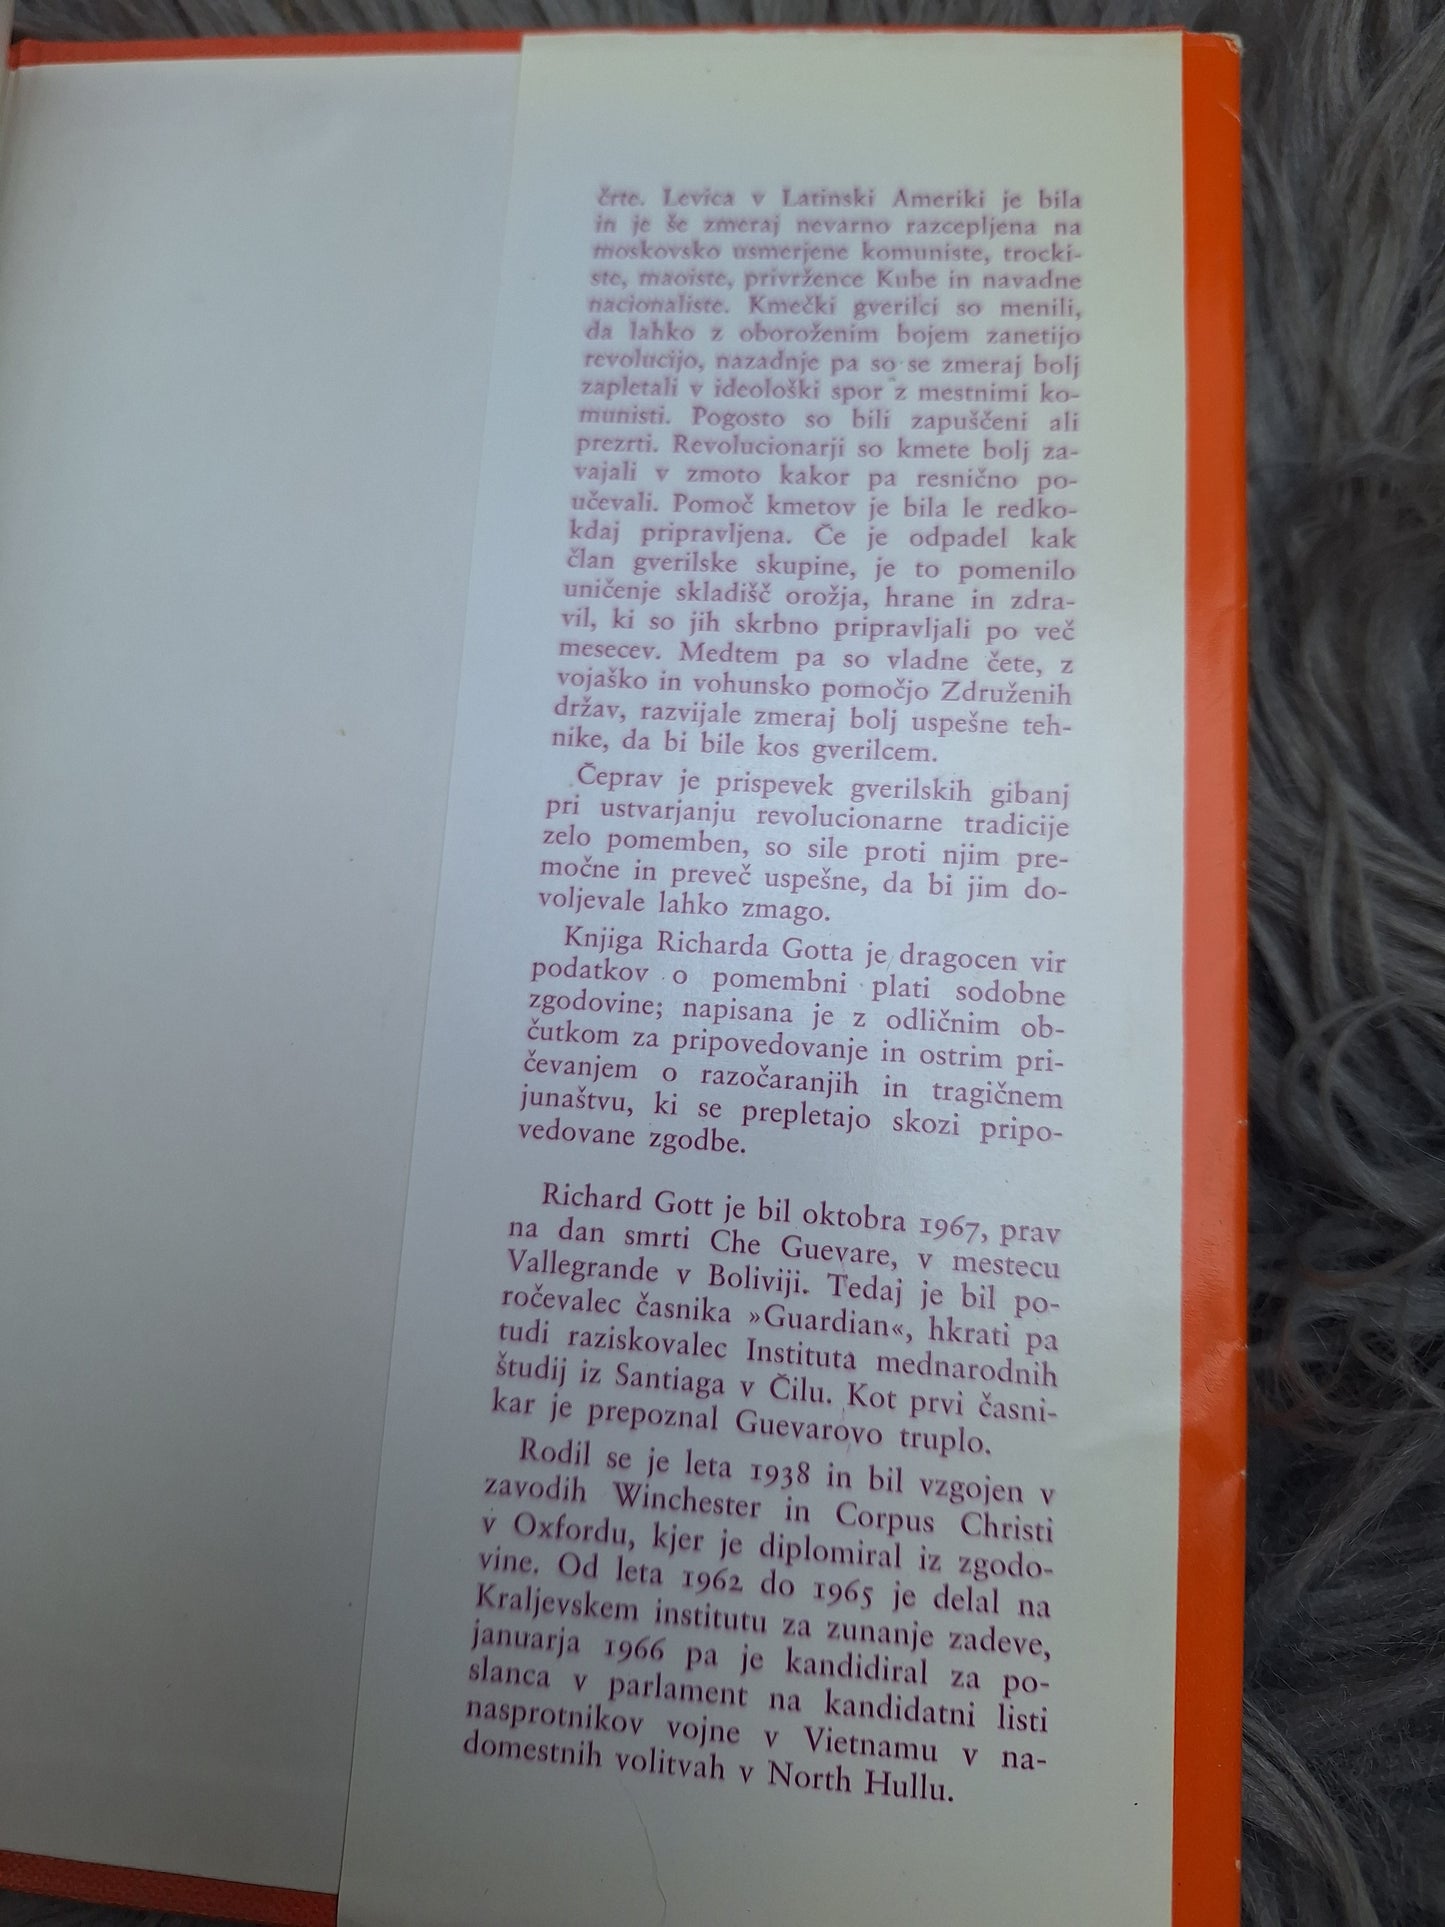 črte. Levica v Latinski Ameriki je bila
in je še zmeraj nevarno razcepljena na
moskovsko usmerjene komuniste, trocki-
ste, maoiste, privržence Kube in navadne
nacionaliste. Kmečki gverilci so menili,
da lahko z oboroženim bojem zanetijo
revolucijo, nazadnje pa so se zmeraj bolj
zapletali v ideološki spor z mestnimi ko-
munisti. Pogosto so bili zapuščeni ali
prezrti. Revolucionarji so kmete bolj za-
vajali v zmoto kakor pa resnično po-
učevali. Pomoč kmetov je bila le redko-
kdaj pripravljena. Če je odpadel kak
član gverilske skupine, je to pomenilo
uničenje skladišč orožja, hrane in zdra-
vil, ki so jih skrbno pripravljali po več
mesecev. Medtem pa so vladne čete, z
vojaško in vohunsko pomočjo Združenih
držav, razvijale zmeraj bolj uspešne teh-
nike, da bi bile kos gverilcem.
Čeprav je prispevek gverilskih gibanj
pri ustvarjanju revolucionarne tradicije
zelo pomemben, so sile proti njim pre-
močne in preveč uspešne, da bi jim do-
voljevale lahko zmago.
Knjiga Richarda Gotta je dragocen vir
podatkov o pomembni plati sodobne
zgodovine; napisana je z odličnim ob-
čutkom za pripovedovanje in ostrim pri-
čevanjem o razočaranjih in tragičnem
junaštvu, ki se prepletajo skozi pripo-
vedovane zgodbe.
Richard Gott je bil oktobra 1967, prav
na dan smrti Che Guevare, v mestecu
Vallegrande v Boliviji. Tedaj je bil po-
ročevalec časnika »Guardian«, hkrati pa
tudi raziskovalec Instituta mednarodnih
študij iz Santiaga v Čilu. Kot prvi časni-
kar je prepoznal Guevarovo truplo.
Rodil se je leta 1938 in bil vzgojen v
zavodih Winchester in Corpus Christi
v Oxfordu, kjer je diplomiral iz zgodo-
vine. Od leta 1962 do 1965 je delal na
Kraljevskem institutu za zunanje zadeve,
januarja 1966 pa je kandidiral za po-
slanca v parlament na kandidatni listi
nasprotnikov vojne v Vietnamu v na-
domestnih volitvah v North Hullu.